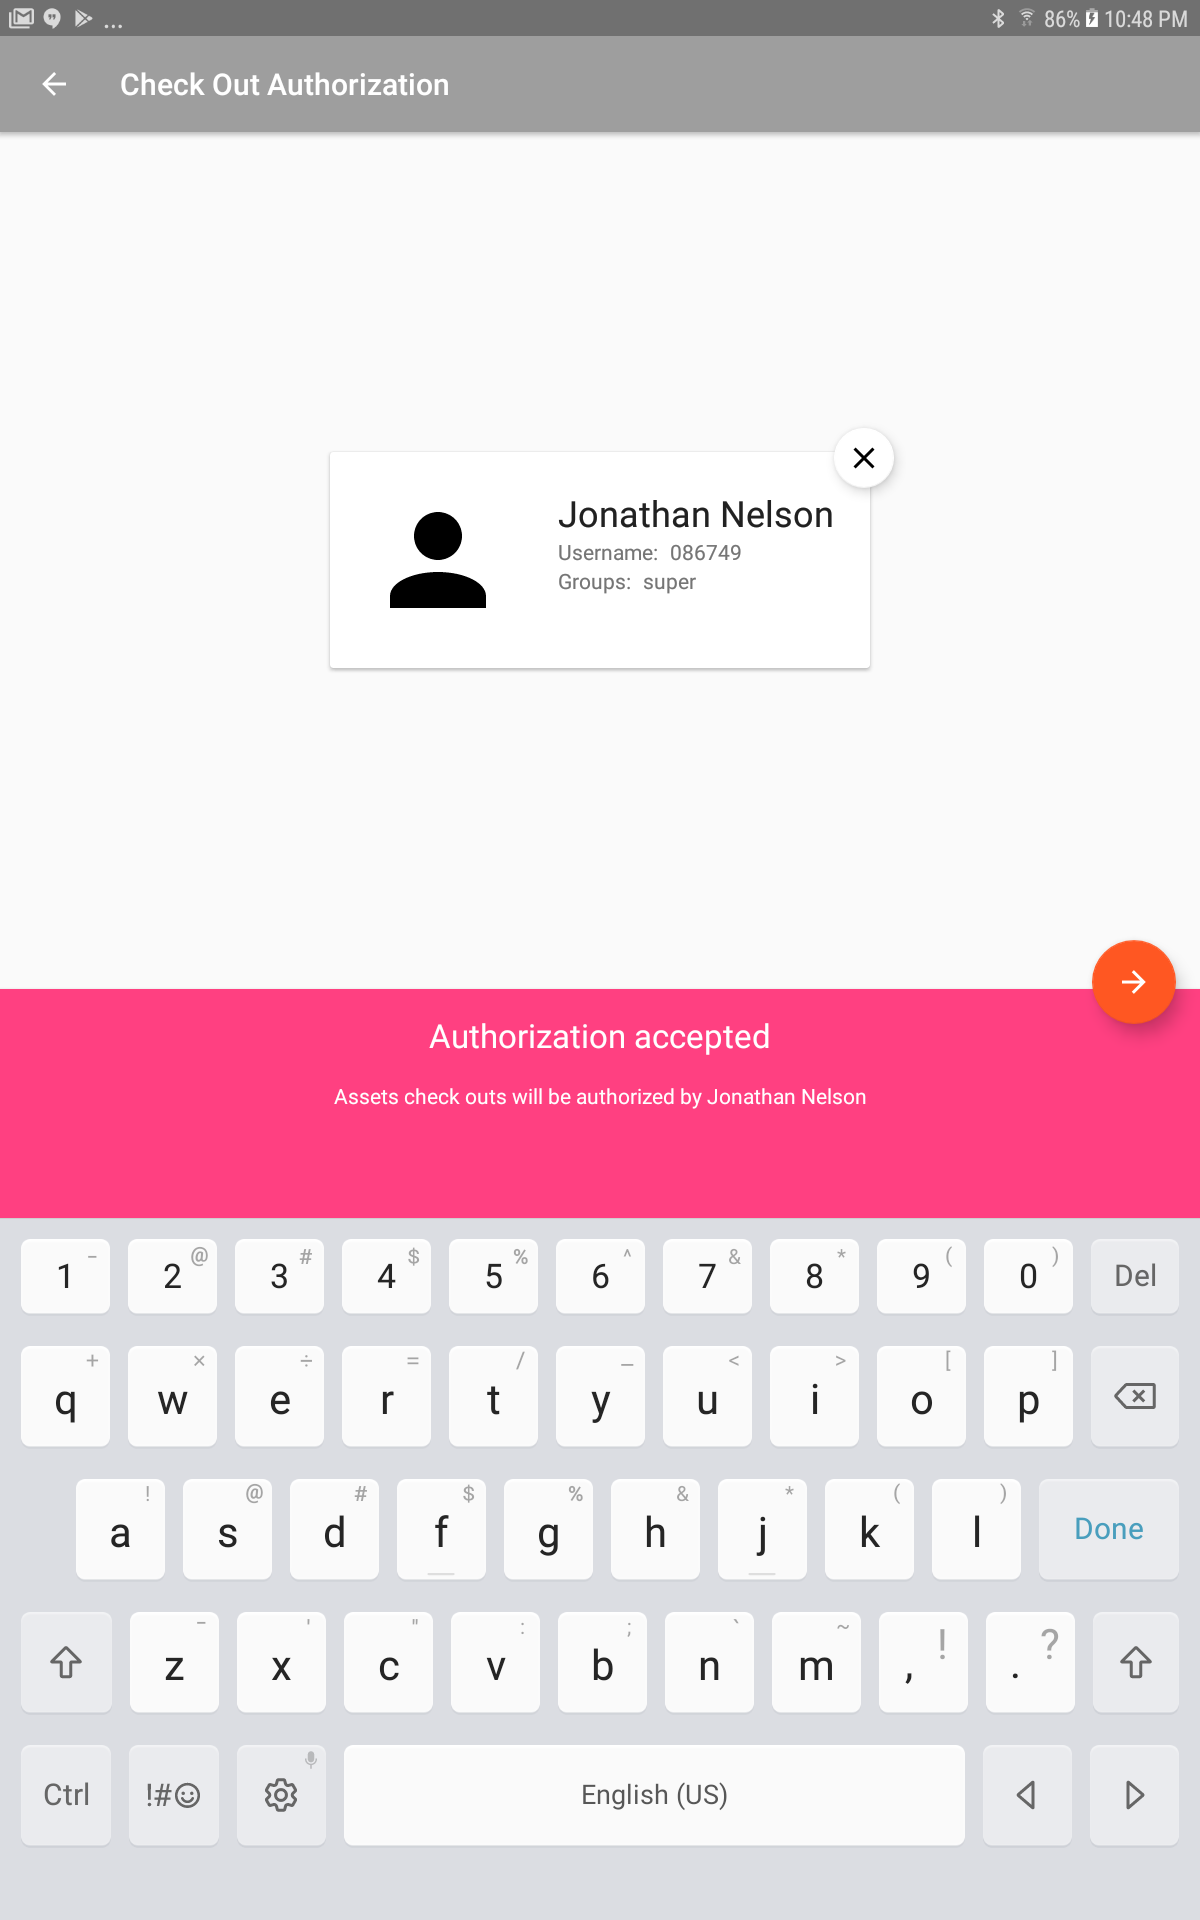 ... 86% 10:48 PM
Check Out Authorization
Jonathan Nelson
Username: 086749
Groups: super
Authorization accepted
Assets check outs will be authorized by Jonathan Nelson
1 − 2 @ 3 # 4 $ 5 % 6 ^ 7 & 8 * 9 ( 0 ) Del
q + w × e ÷ r = t / y _ u < i > o [ p ]
a ! s @ d # f $ g % h & j * k ( l ) Done
z − x ' c " v : b ; n ` m ~ , ! . ?
Ctrl !#☺ English (US)